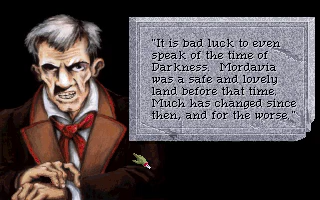 "It is bad luck to even
speak of the time of
Darkness. Mordavia
was a safe and lovely
land before that time.
Much has changed since
then, and for the worse."